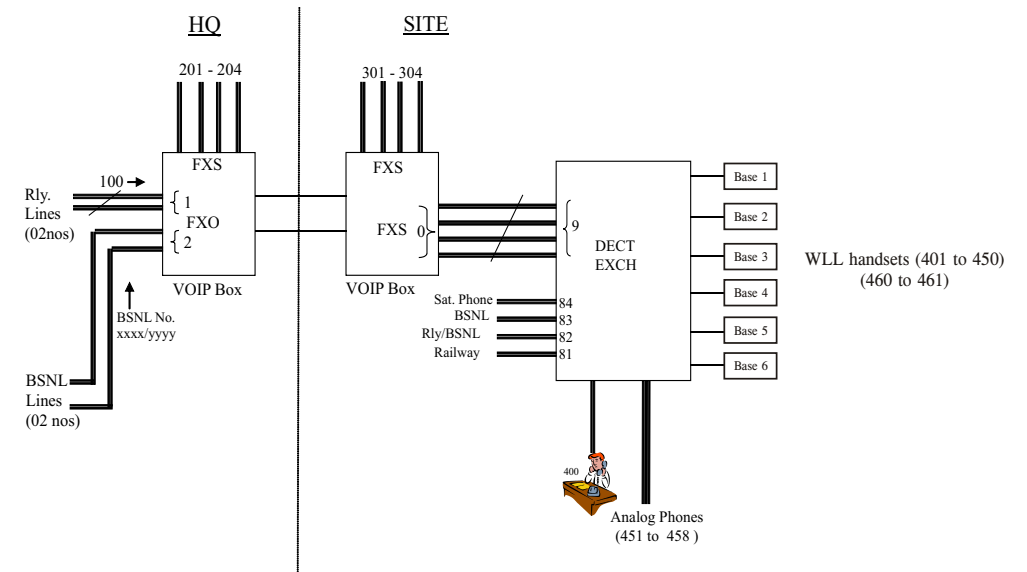 HQ
SITE
201 - 204
301 - 304
FXS
FXS
100
Rly.
Lines
(02nos)
1
FXO
2
FXS
0
9
DECT
EXCH
VOIP Box
VOIP Box
BSNL No.
xxxx/yyyy
BSNL
Lines
(02 nos)
Sat. Phone
84
BSNL
83
Rly/BSNL
82
Railway
81
Base 1
Base 2
Base 3
Base 4
Base 5
Base 6
WLL handsets (401 to 450)
(460 to 461)
400
Analog Phones
(451 to 458 )